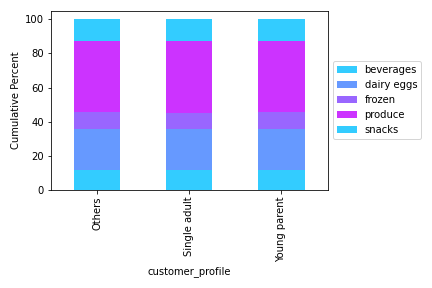 100
80
60
40
20
0
Cumulative Percent
Others
Single adult
Young parent
customer_profile
beverages
dairy eggs
frozen
produce
snacks